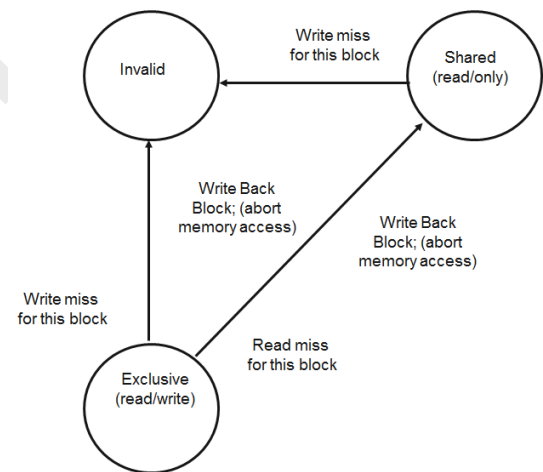 Write miss
for this block
Invalid
Shared
(read/only)
Write Back
Block; (abort
memory access)
Write Back
Block; (abort
memory access)
Write miss
for this block
Read miss
for this block
Exclusive
(read/write)